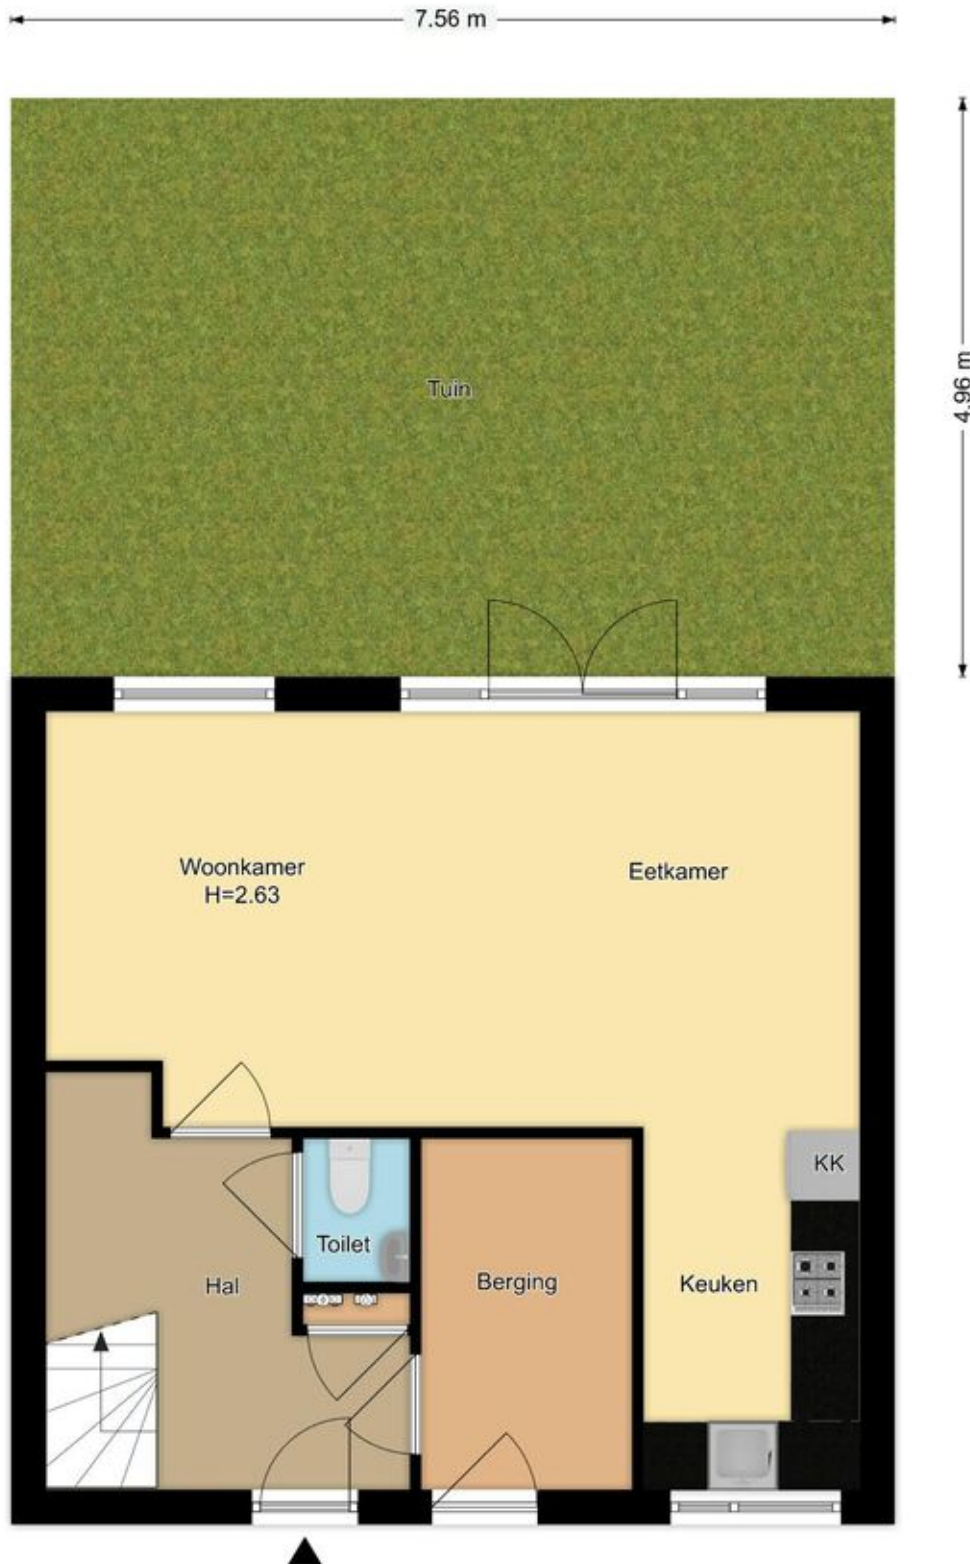 7.56 m
4.96 m
Tuin
Woonkamer
H=2.63
Eetkamer
KK
Toilet
Hal
Berging
Keuken